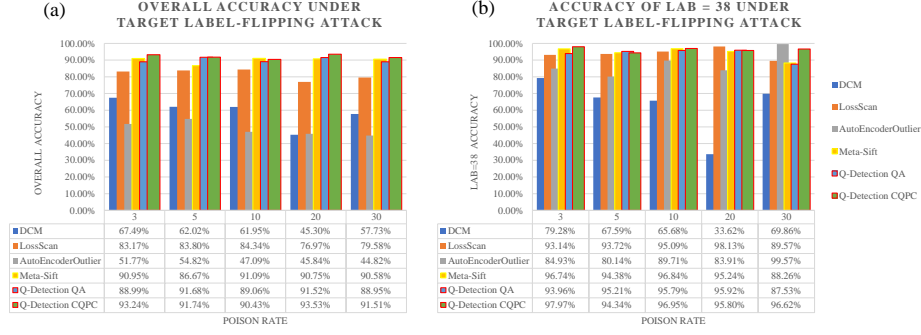 (a)
OVERALL ACCURACY UNDER
TARGET LABEL-FLIPPING ATTACK
OVERALL ACCURACY
100.00%
90.00%
80.00%
70.00%
60.00%
50.00%
40.00%
30.00%
20.00%
10.00%
0.00%
3 5 10 20 30
DCM 67.49% 62.02% 61.95% 45.30% 57.73%
LossScan 83.17% 83.80% 84.34% 76.97% 79.58%
AutoEncoderOutlier 51.77% 54.82% 47.09% 45.84% 44.82%
Meta-Sift 90.95% 86.67% 91.09% 90.75% 90.58%
Q-Detection QA 88.99% 91.68% 89.06% 91.52% 88.95%
Q-Detection CQPC 93.24% 91.74% 90.43% 93.53% 91.51%
POISON RATE
(b)
ACCURACY OF LAB = 38 UNDER
TARGET LABEL-FLIPPING ATTACK
LAB=38 ACCURACY
100.00%
90.00%
80.00%
70.00%
60.00%
50.00%
40.00%
30.00%
20.00%
10.00%
0.00%
3 5 10 20 30
DCM 79.28% 67.59% 65.68% 33.62% 69.86%
LossScan 93.14% 93.72% 95.09% 98.13% 89.57%
AutoEncoderOutlier 84.93% 80.14% 89.71% 83.91% 99.57%
Meta-Sift 96.74% 94.38% 96.84% 95.24% 88.26%
Q-Detection QA 93.96% 95.21% 95.79% 95.92% 87.53%
Q-Detection CQPC 97.97% 94.34% 96.95% 95.80% 96.62%
POISON RATE
DCM
LossScan
AutoEncoderOutlier
Meta-Sift
Q-Detection QA
Q-Detection CQPC